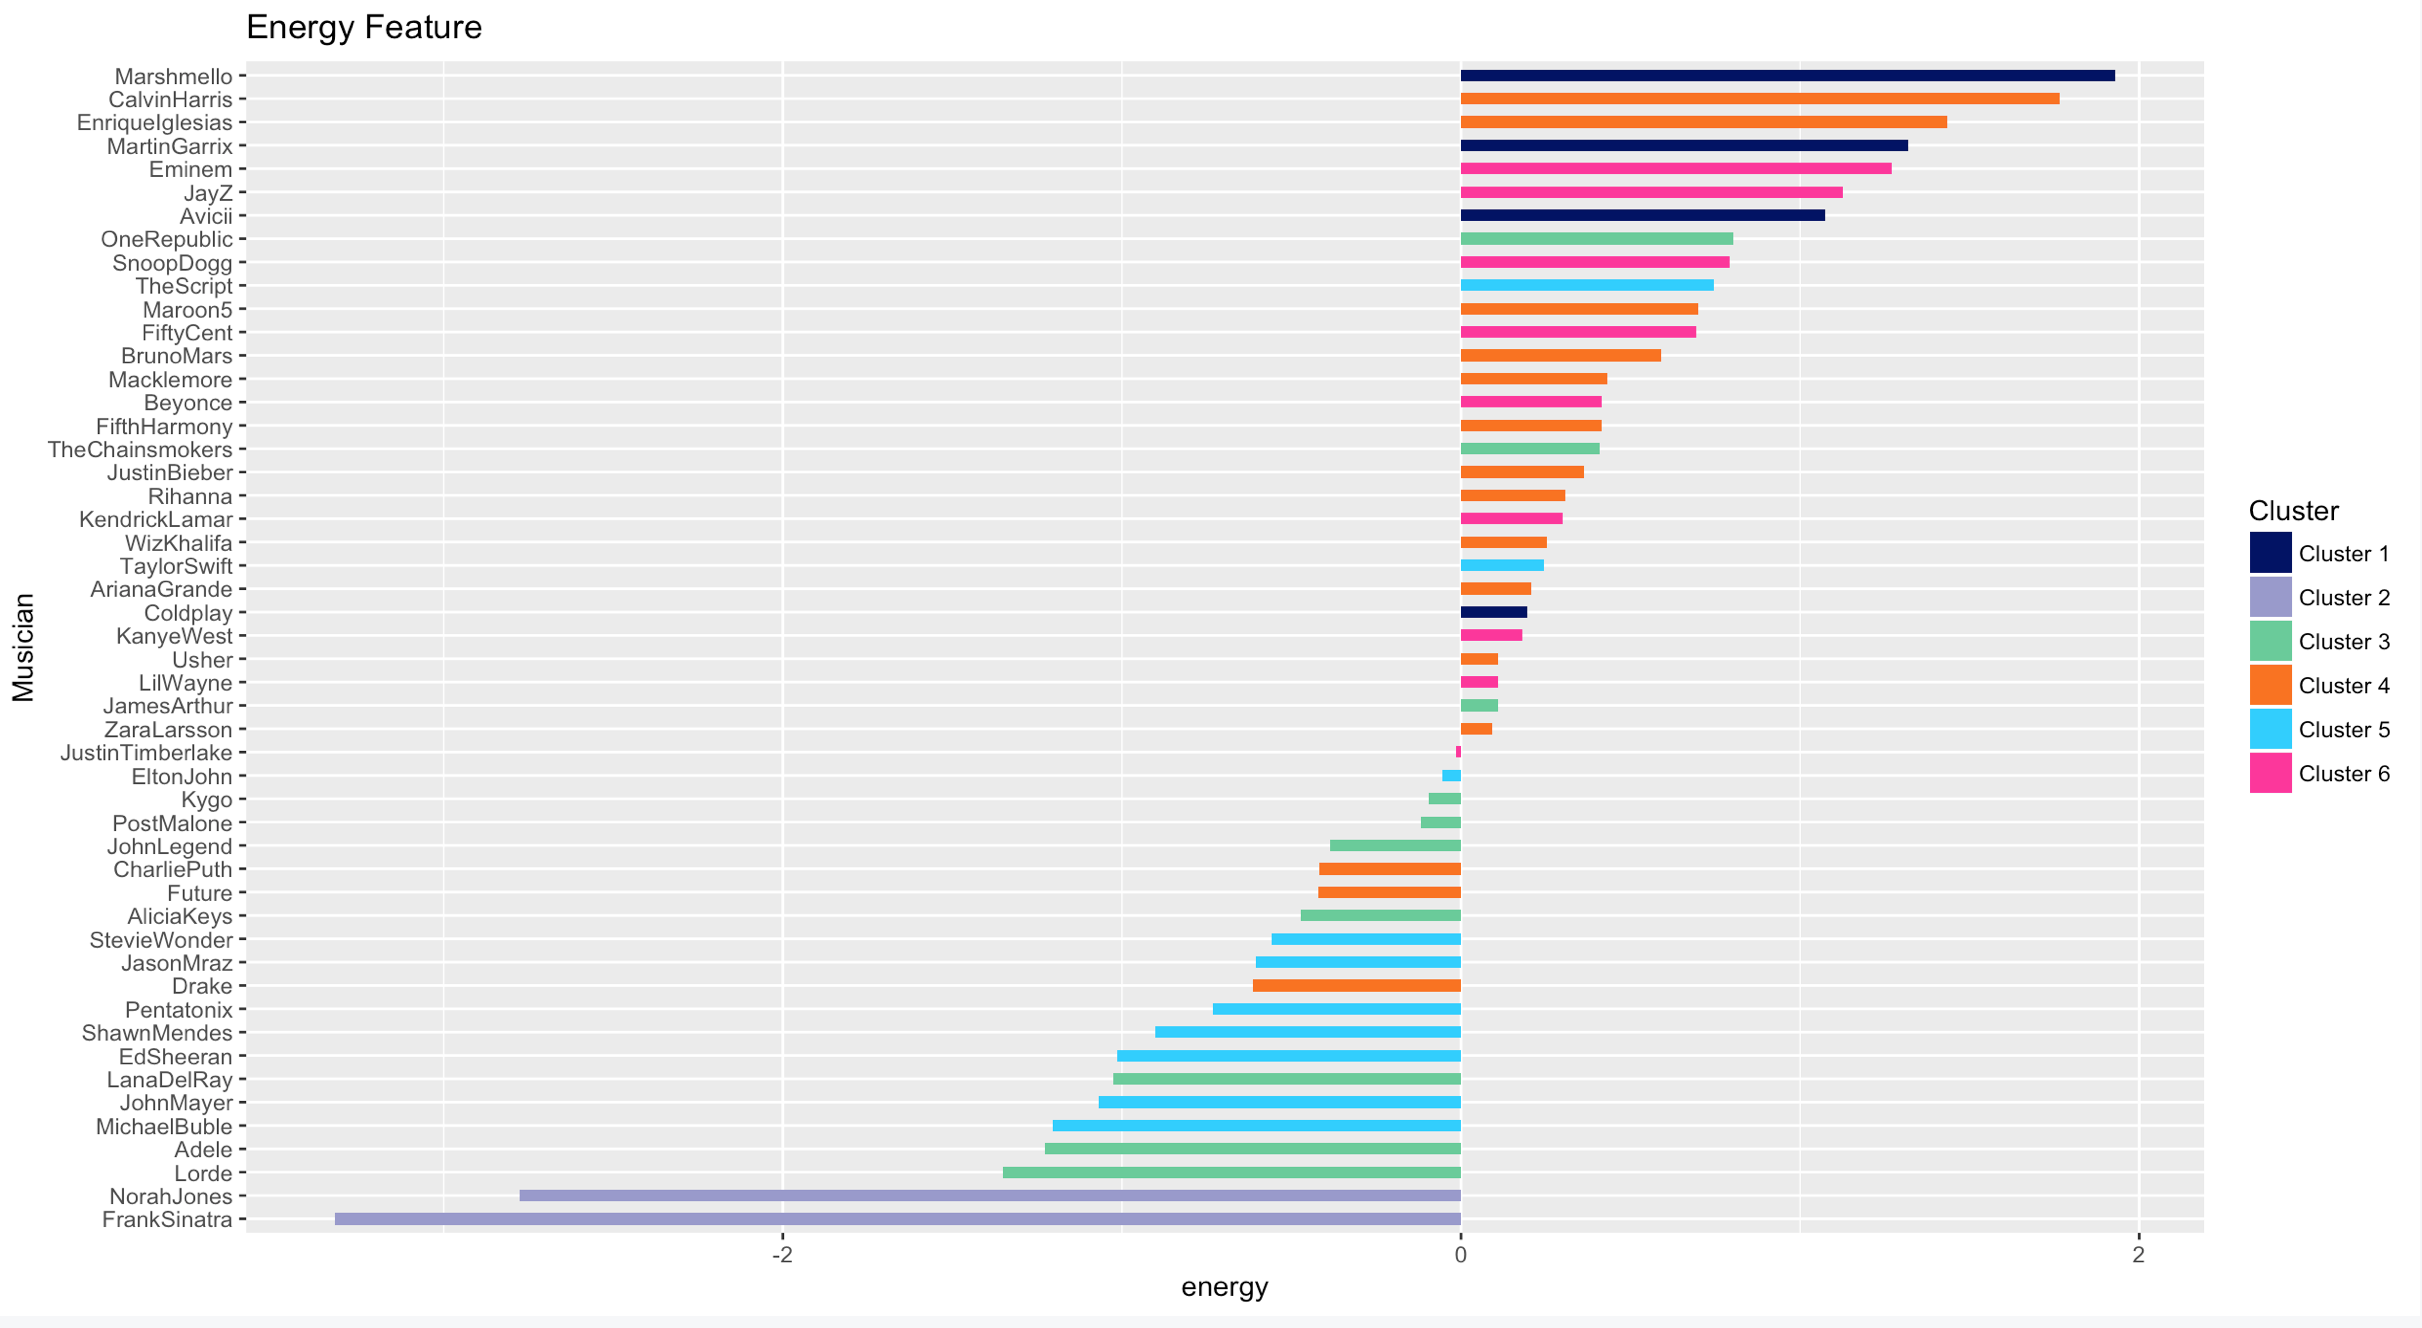 Energy Feature
Marshmello
CalvinHarris
EnriqueIglesias
MartinGarrix
Eminem
JayZ
Avicii
OneRepublic
SnoopDogg
TheScript
Maroon5
FiftyCent
BrunoMars
Macklemore
Beyonce
FifthHarmony
TheChainsmokers
JustinBieber
Rihanna
KendrickLamar
WizKhalifa
TaylorSwift
ArianaGrande
Coldplay
KanyeWest
Usher
LilWayne
JamesArthur
ZaraLarsson
JustinTimberlake
EltonJohn
Kygo
PostMalone
JohnLegend
CharliePuth
Future
AliciaKeys
StevieWonder
JasonMraz
Drake
Pentatonix
ShawnMendes
EdSheeran
LanaDelRay
JohnMayer
MichaelBuble
Adele
Lorde
NorahJones
FrankSinatra
Musician
-2
0
2
energy
Cluster
Cluster 1
Cluster 2
Cluster 3
Cluster 4
Cluster 5
Cluster 6